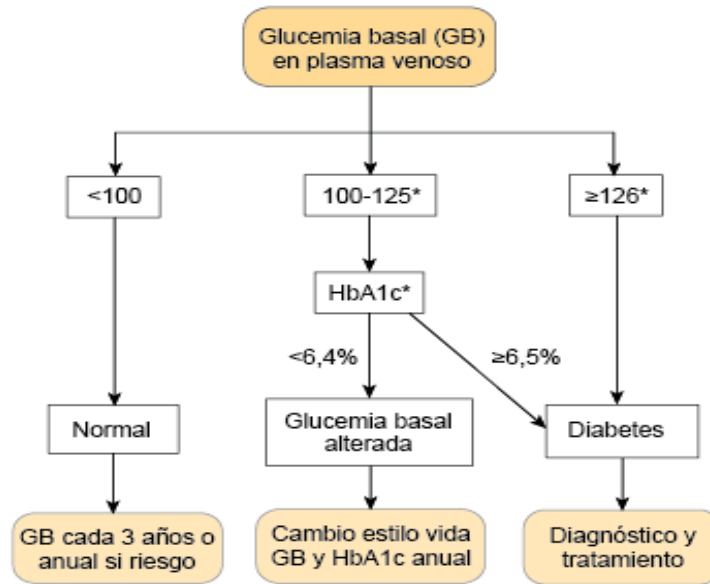 Glucemia basal (GB)
en plasma venoso
<100
100-125*
≥126*
HbA1c*
<6,4%
≥6,5%
Normal
Glucemia basal
alterada
Diabetes
GB cada 3 años o
anual si riesgo
Cambio estilo vida
GB y HbA1c anual
Diagnóstico y
tratamiento